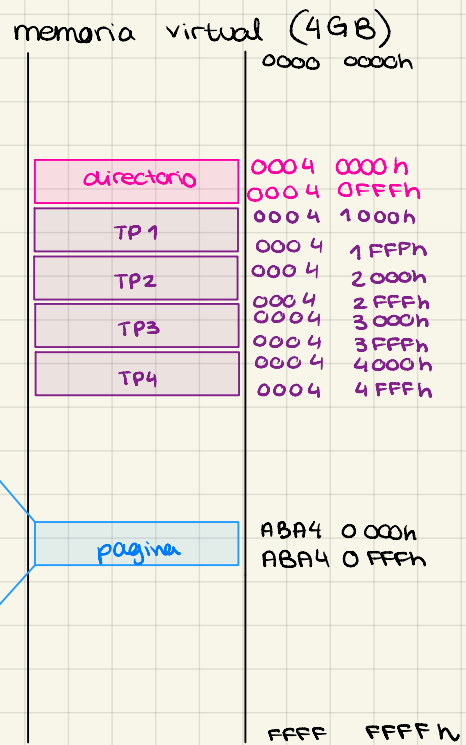 memoria virtual (4GB)
0000 0000h
directorio
0004 0000h
0004 0FFFh
TP1
0004 1000h
0004 1FFFh
TP2
0004 2000h
0004 2FFFh
TP3
0004 3000h
0004 3FFFh
TP4
0004 4000h
0004 4FFFh
pagina
ABA4 0000h
ABA4 0FFFh
FFFF FFFFh